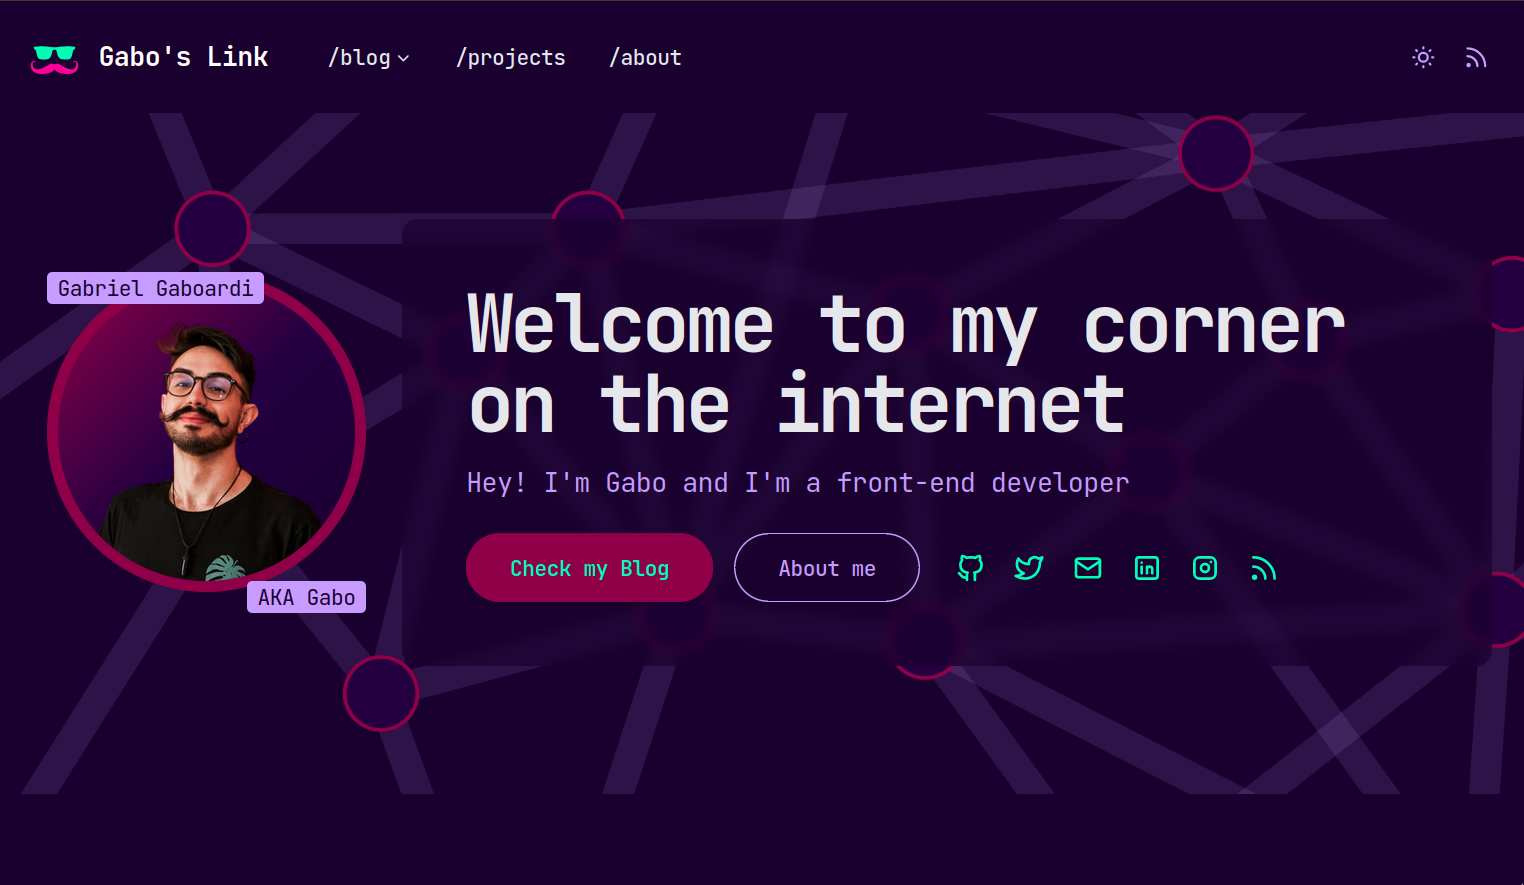 Gabo's Link
/blog
/projects
/about
Gabriel Gaboardi
AKA Gabo
Welcome to my corner
on the internet
Hey! I'm Gabo and I'm a front-end developer
Check my Blog
About me
in